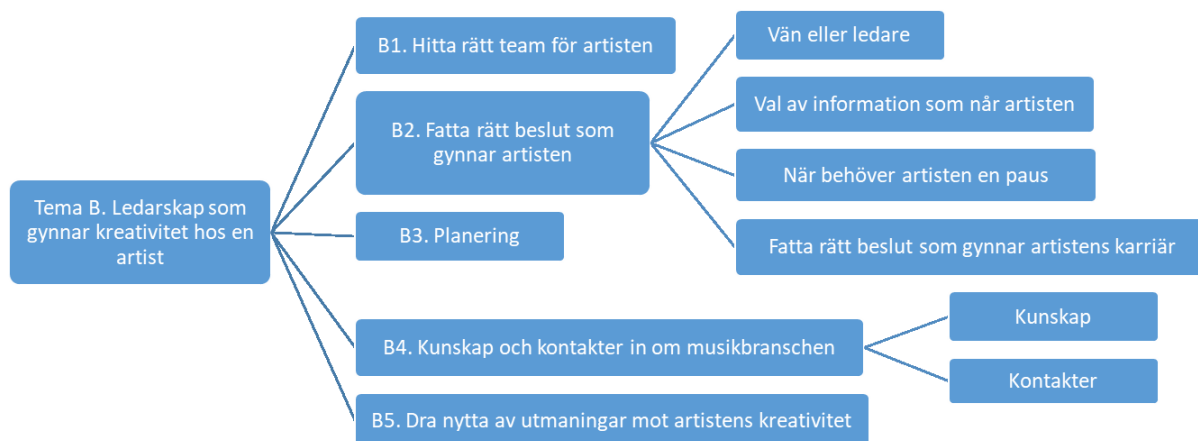 Tema B. Ledarskap som
gynnar kreativitet hos en
artist
B1. Hitta rätt team för artisten
B2. Fatta rätt beslut som
gynnar artisten
Vän eller ledare
Val av information som når artisten
När behöver artisten en paus
Fatta rätt beslut som gynnar artistens karriär
B3. Planering
B4. Kunskap och kontakter in om musikbranschen
Kunskap
Kontakter
B5. Dra nytta av utmaningar mot artistens kreativitet